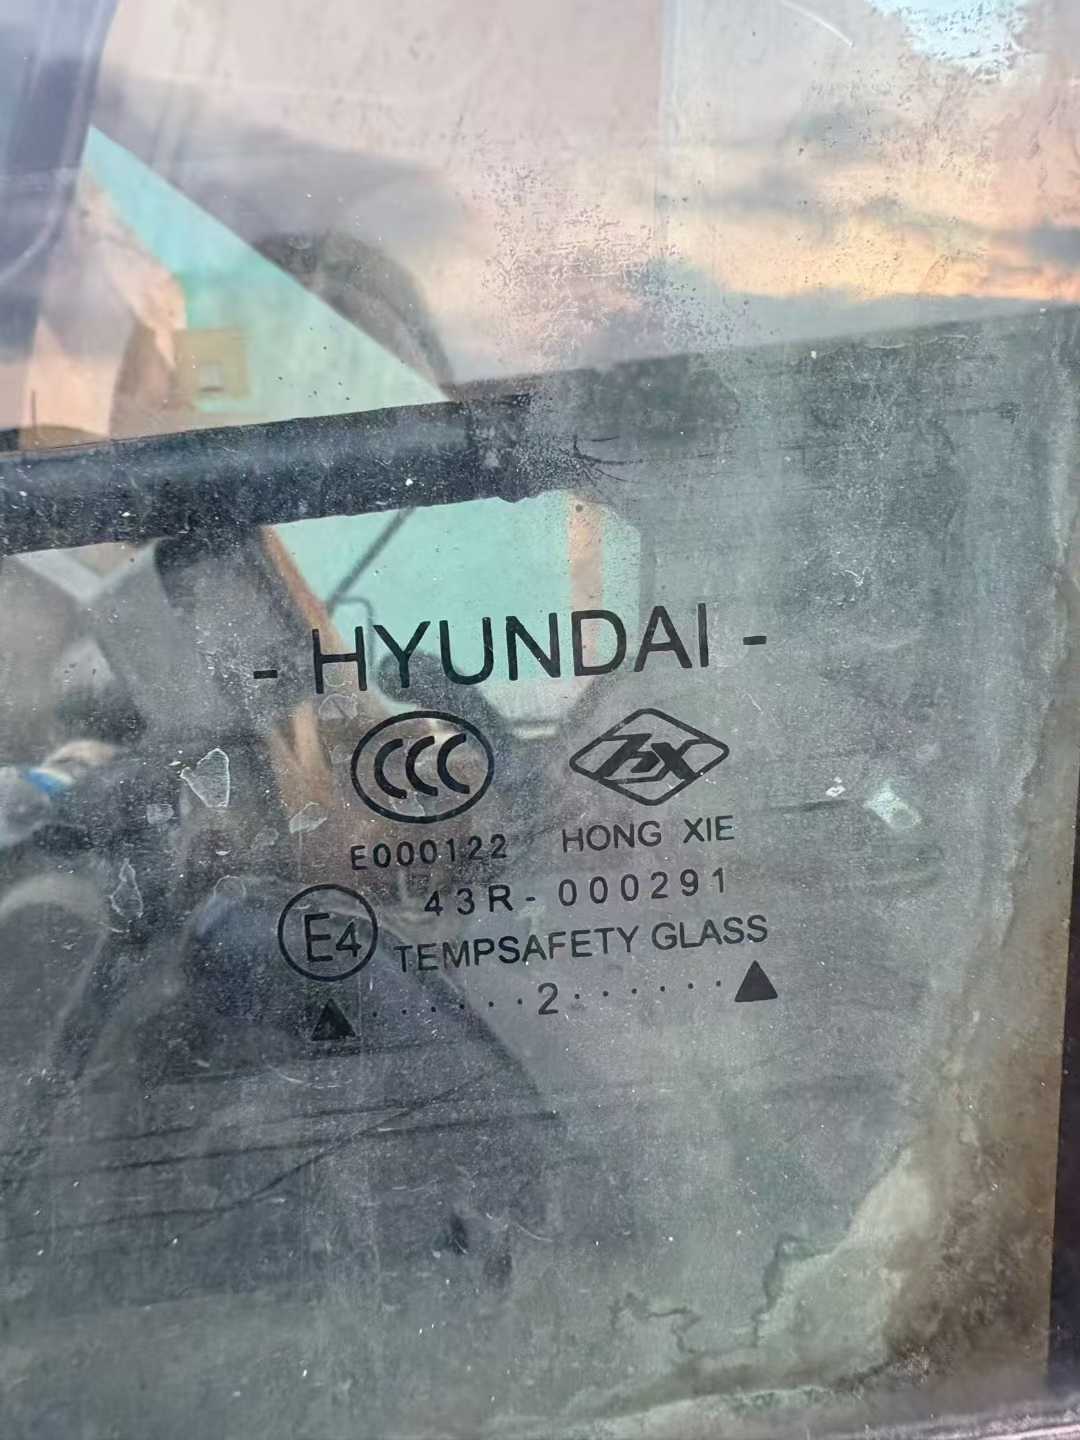 - HYUNDAI -
CCC hx
E000122 HONG XIE
43R-000291
E4 TEMPSAFETY GLASS
▲ . . . . . . 2 . . . . . . ▲